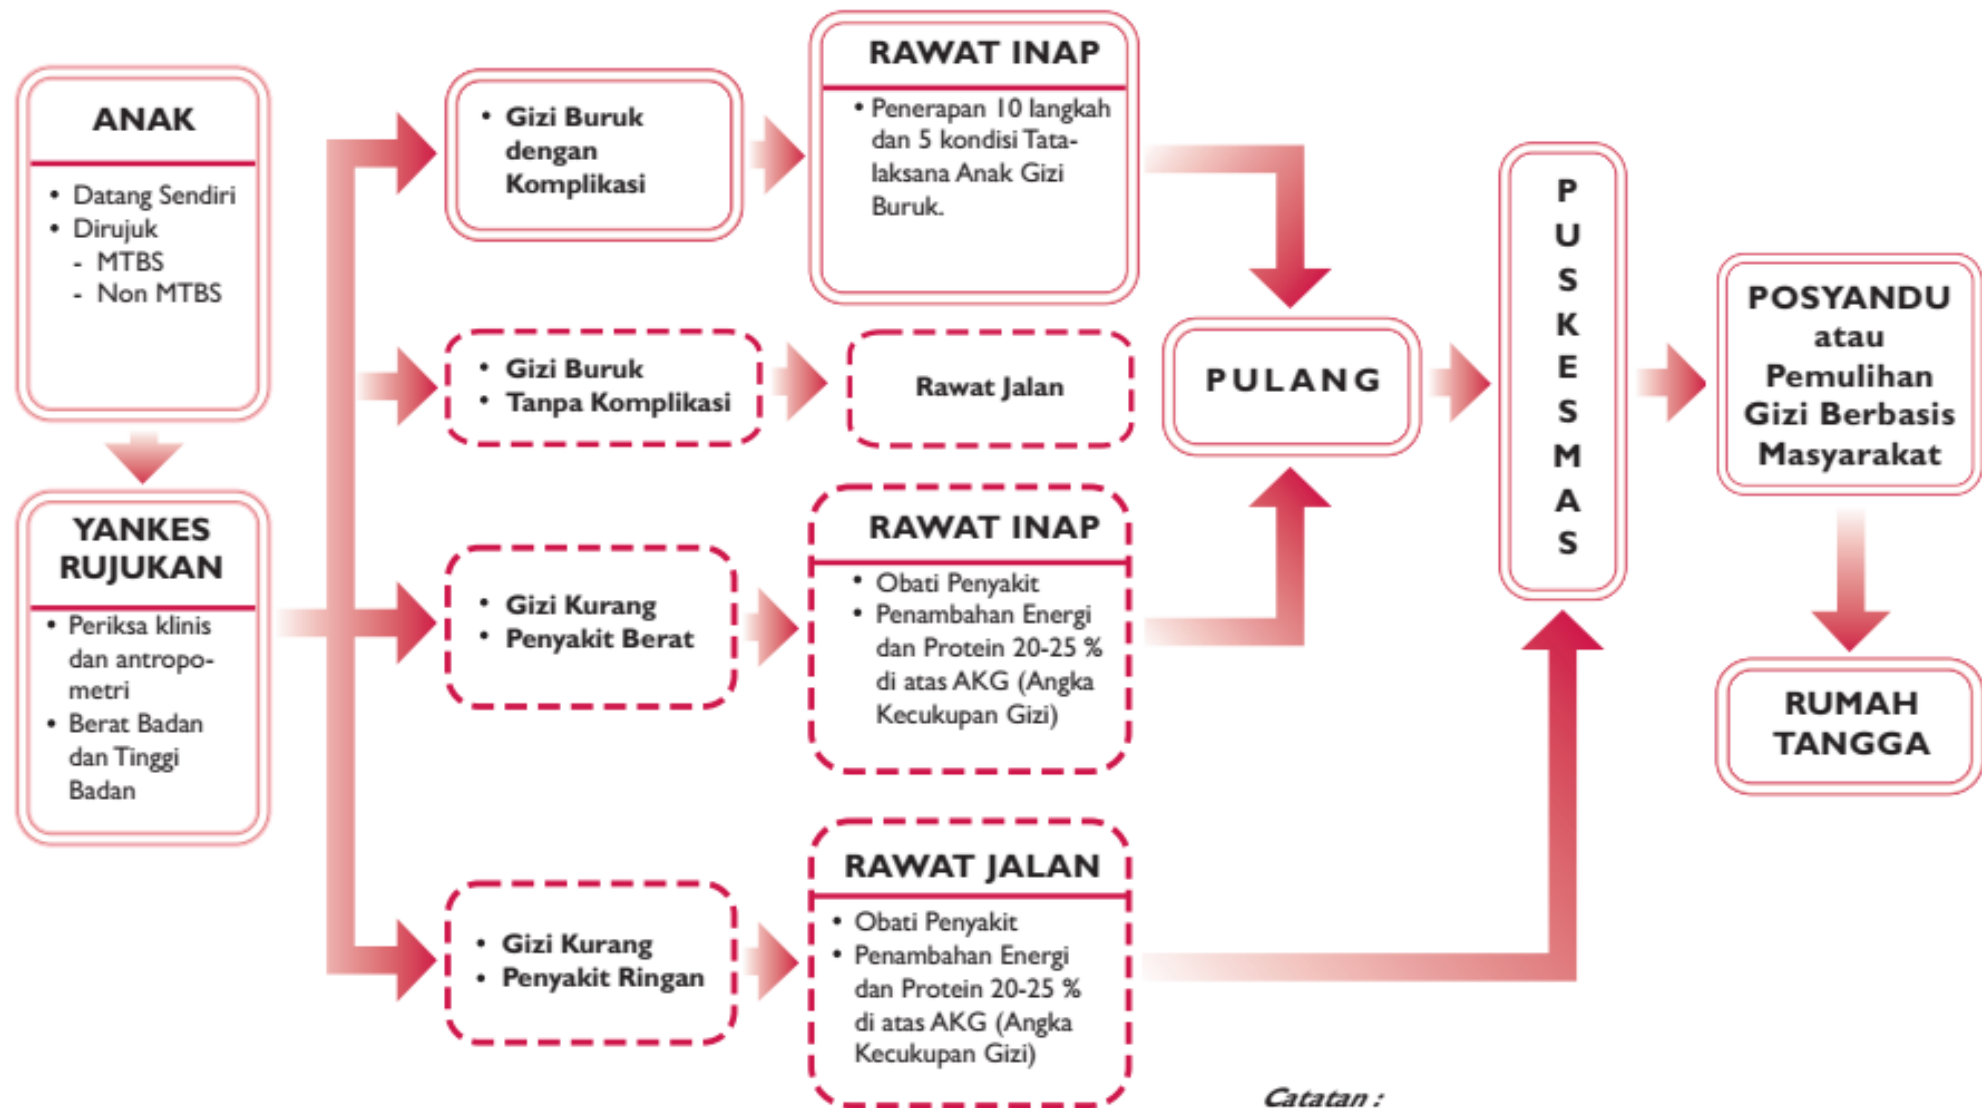 ANAK
• Datang Sendiri
• Dirujuk
- MTBS
- Non MTBS
YANKES
RUJUKAN
• Periksa klinis
dan antropo-
metri
• Berat Badan
dan Tinggi
Badan
• Gizi Buruk
dengan
Komplikasi
RAWAT INAP
• Penerapan 10 langkah
dan 5 kondisi Tata-
laksana Anak Gizi
Buruk.
• Gizi Buruk
• Tanpa Komplikasi
Rawat Jalan
• Gizi Kurang
• Penyakit Berat
RAWAT INAP
• Obati Penyakit
• Penambahan Energi
dan Protein 20-25 %
di atas AKG (Angka
Kecukupan Gizi)
• Gizi Kurang
• Penyakit Ringan
RAWAT JALAN
• Obati Penyakit
• Penambahan Energi
dan Protein 20-25 %
di atas AKG (Angka
Kecukupan Gizi)
PULANG
P
U
S
K
E
S
M
A
S
POSYANDU
atau
Pemulihan
Gizi Berbasis
Masyarakat
RUMAH
TANGGA
Catatan :